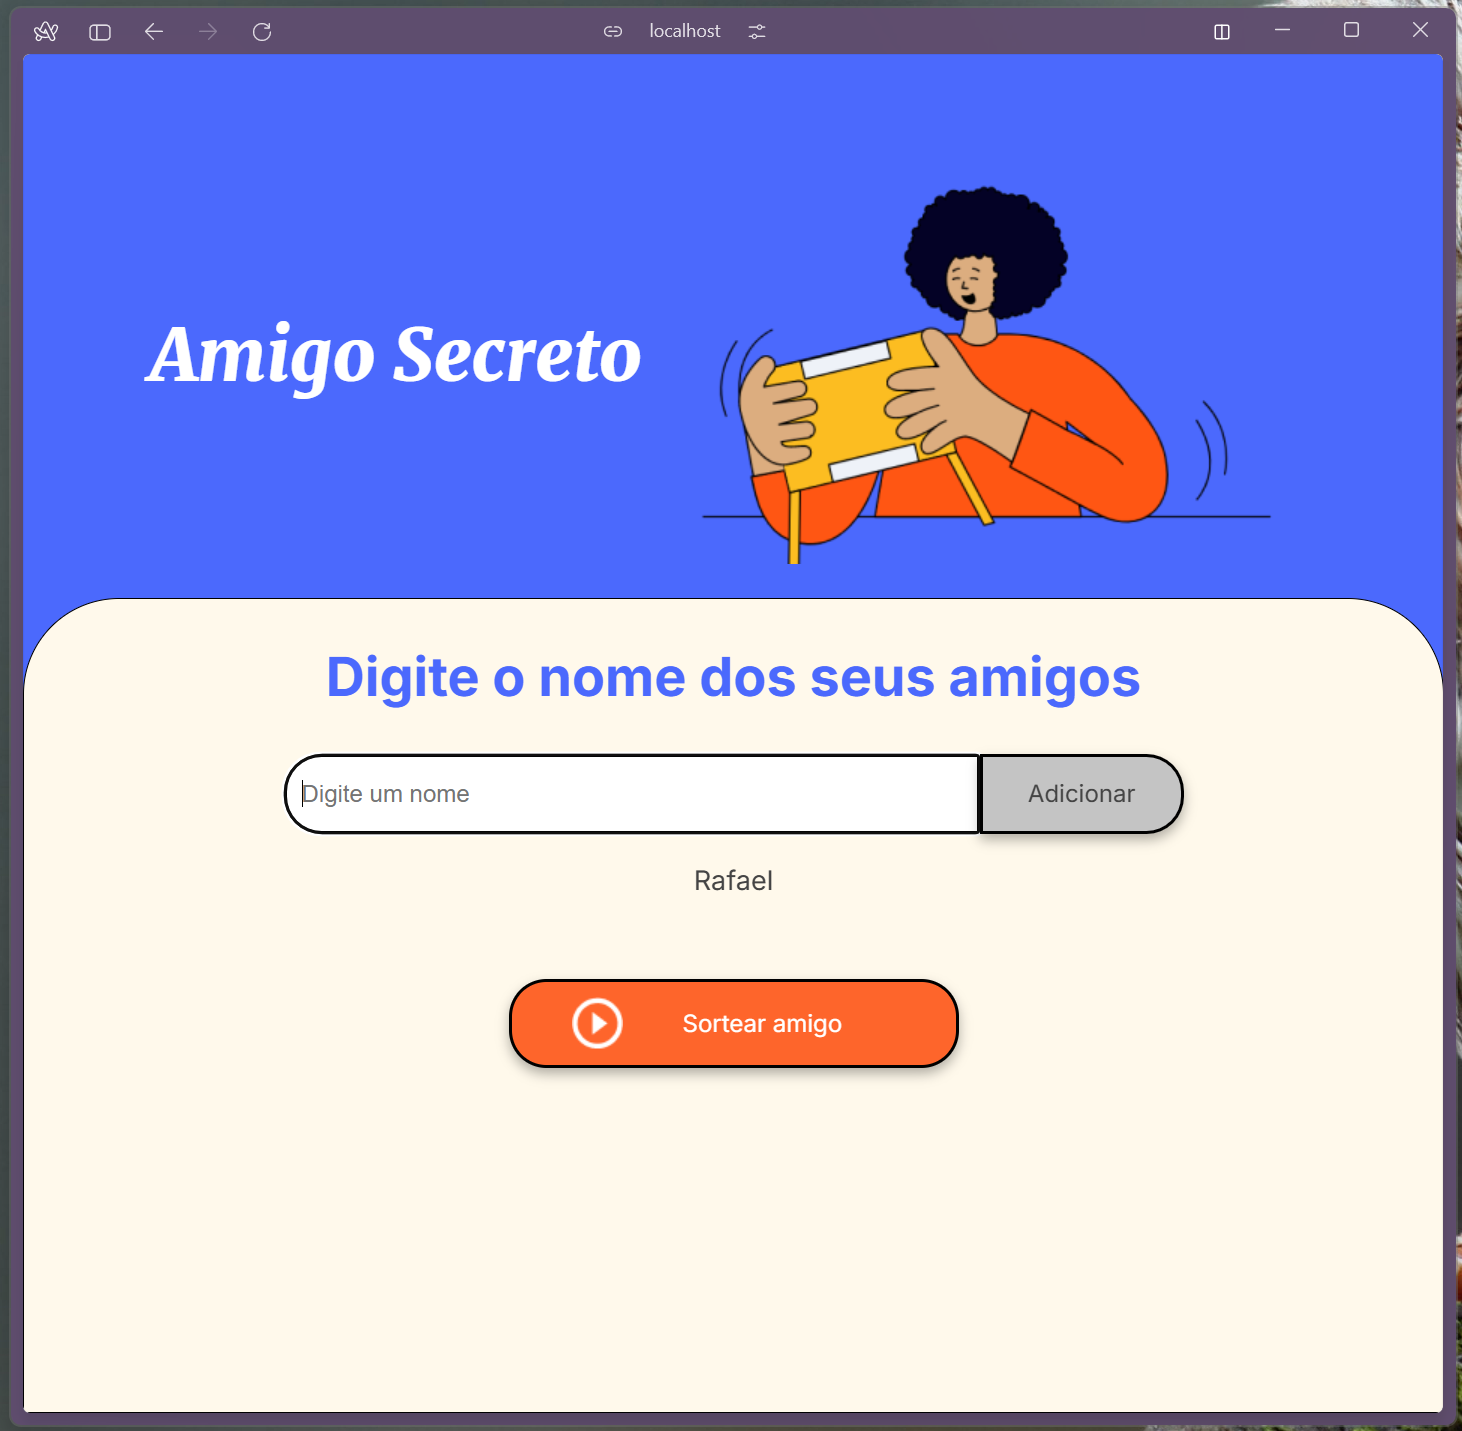 localhost
Amigo Secreto
Digite o nome dos seus amigos
Digite um nome
Adicionar
Rafael
Sortear amigo